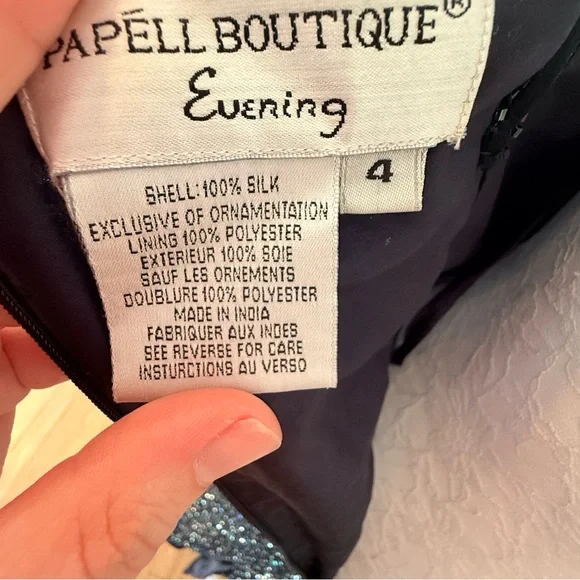 PAPÉLL BOUTIQUE®
Evening
4
SHELL:100% SILK
EXCLUSIVE OF ORNAMENTATION
LINING 100% POLYESTER
EXTERIEUR 100% SOIE
SAUF LES ORNEMENTS
DOUBLURE 100% POLYESTER
MADE IN INDIA
FABRIQUER AUX INDES
SEE REVERSE FOR CARE
INSTURCTIONS AU VERSO